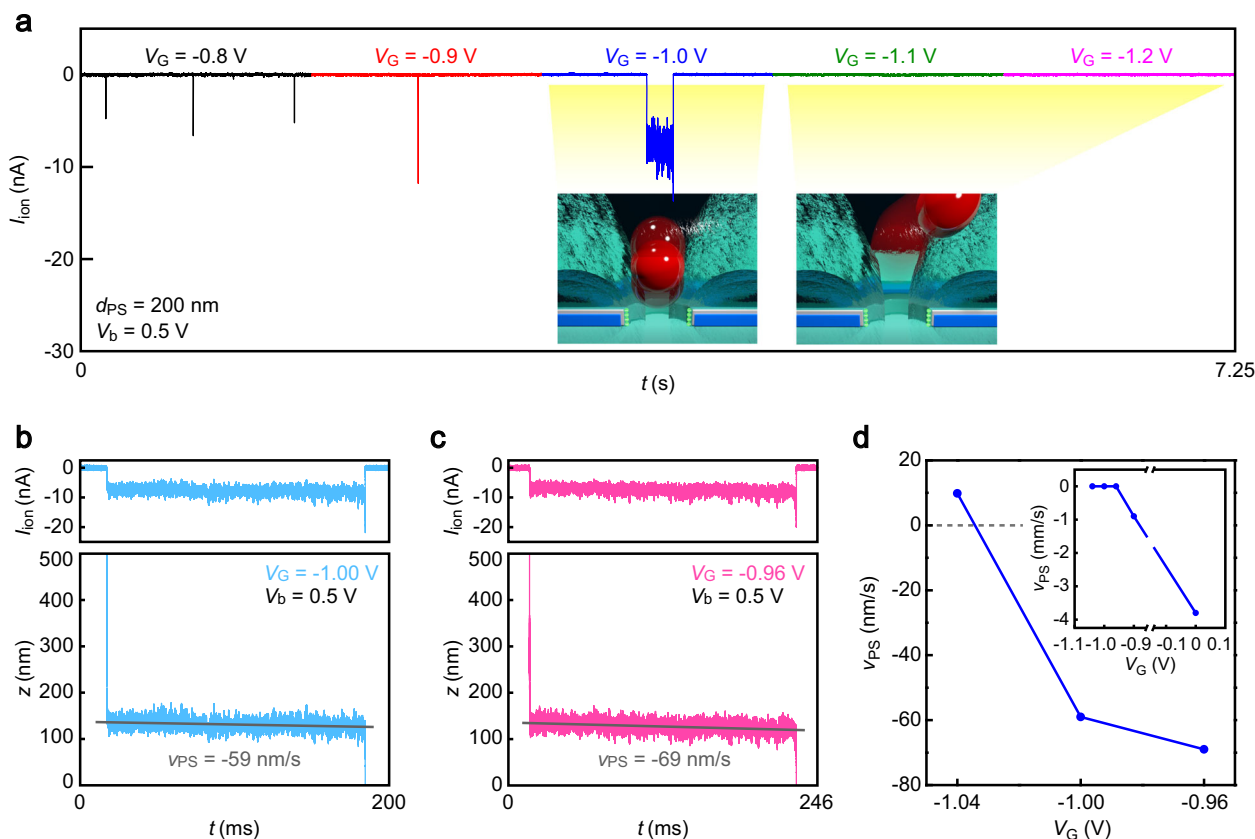 a
V_G = -0.8 V
V_G = -0.9 V
V_G = -1.0 V
V_G = -1.1 V
V_G = -1.2 V
0
-10
-20
-30
I_ion (nA)
d_PS = 200 nm
V_b = 0.5 V
0
7.25
t (s)
b
0
-10
-20
I_ion (nA)
500
400
300
200
100
0
z (nm)
V_G = -1.00 V
V_b = 0.5 V
v_PS = -59 nm/s
0
200
t (ms)
c
0
-10
-20
I_ion (nA)
500
400
300
200
100
0
z (nm)
V_G = -0.96 V
V_b = 0.5 V
v_PS = -69 nm/s
0
246
t (ms)
d
20
0
-20
-40
-60
-80
v_PS (nm/s)
-1.04
-1.00
-0.96
V_G (V)
0
-1
-2
-3
-4
v_PS (mm/s)
-1.1 -1.0 -0.9 -0.1 0 0.1
V_G (V)